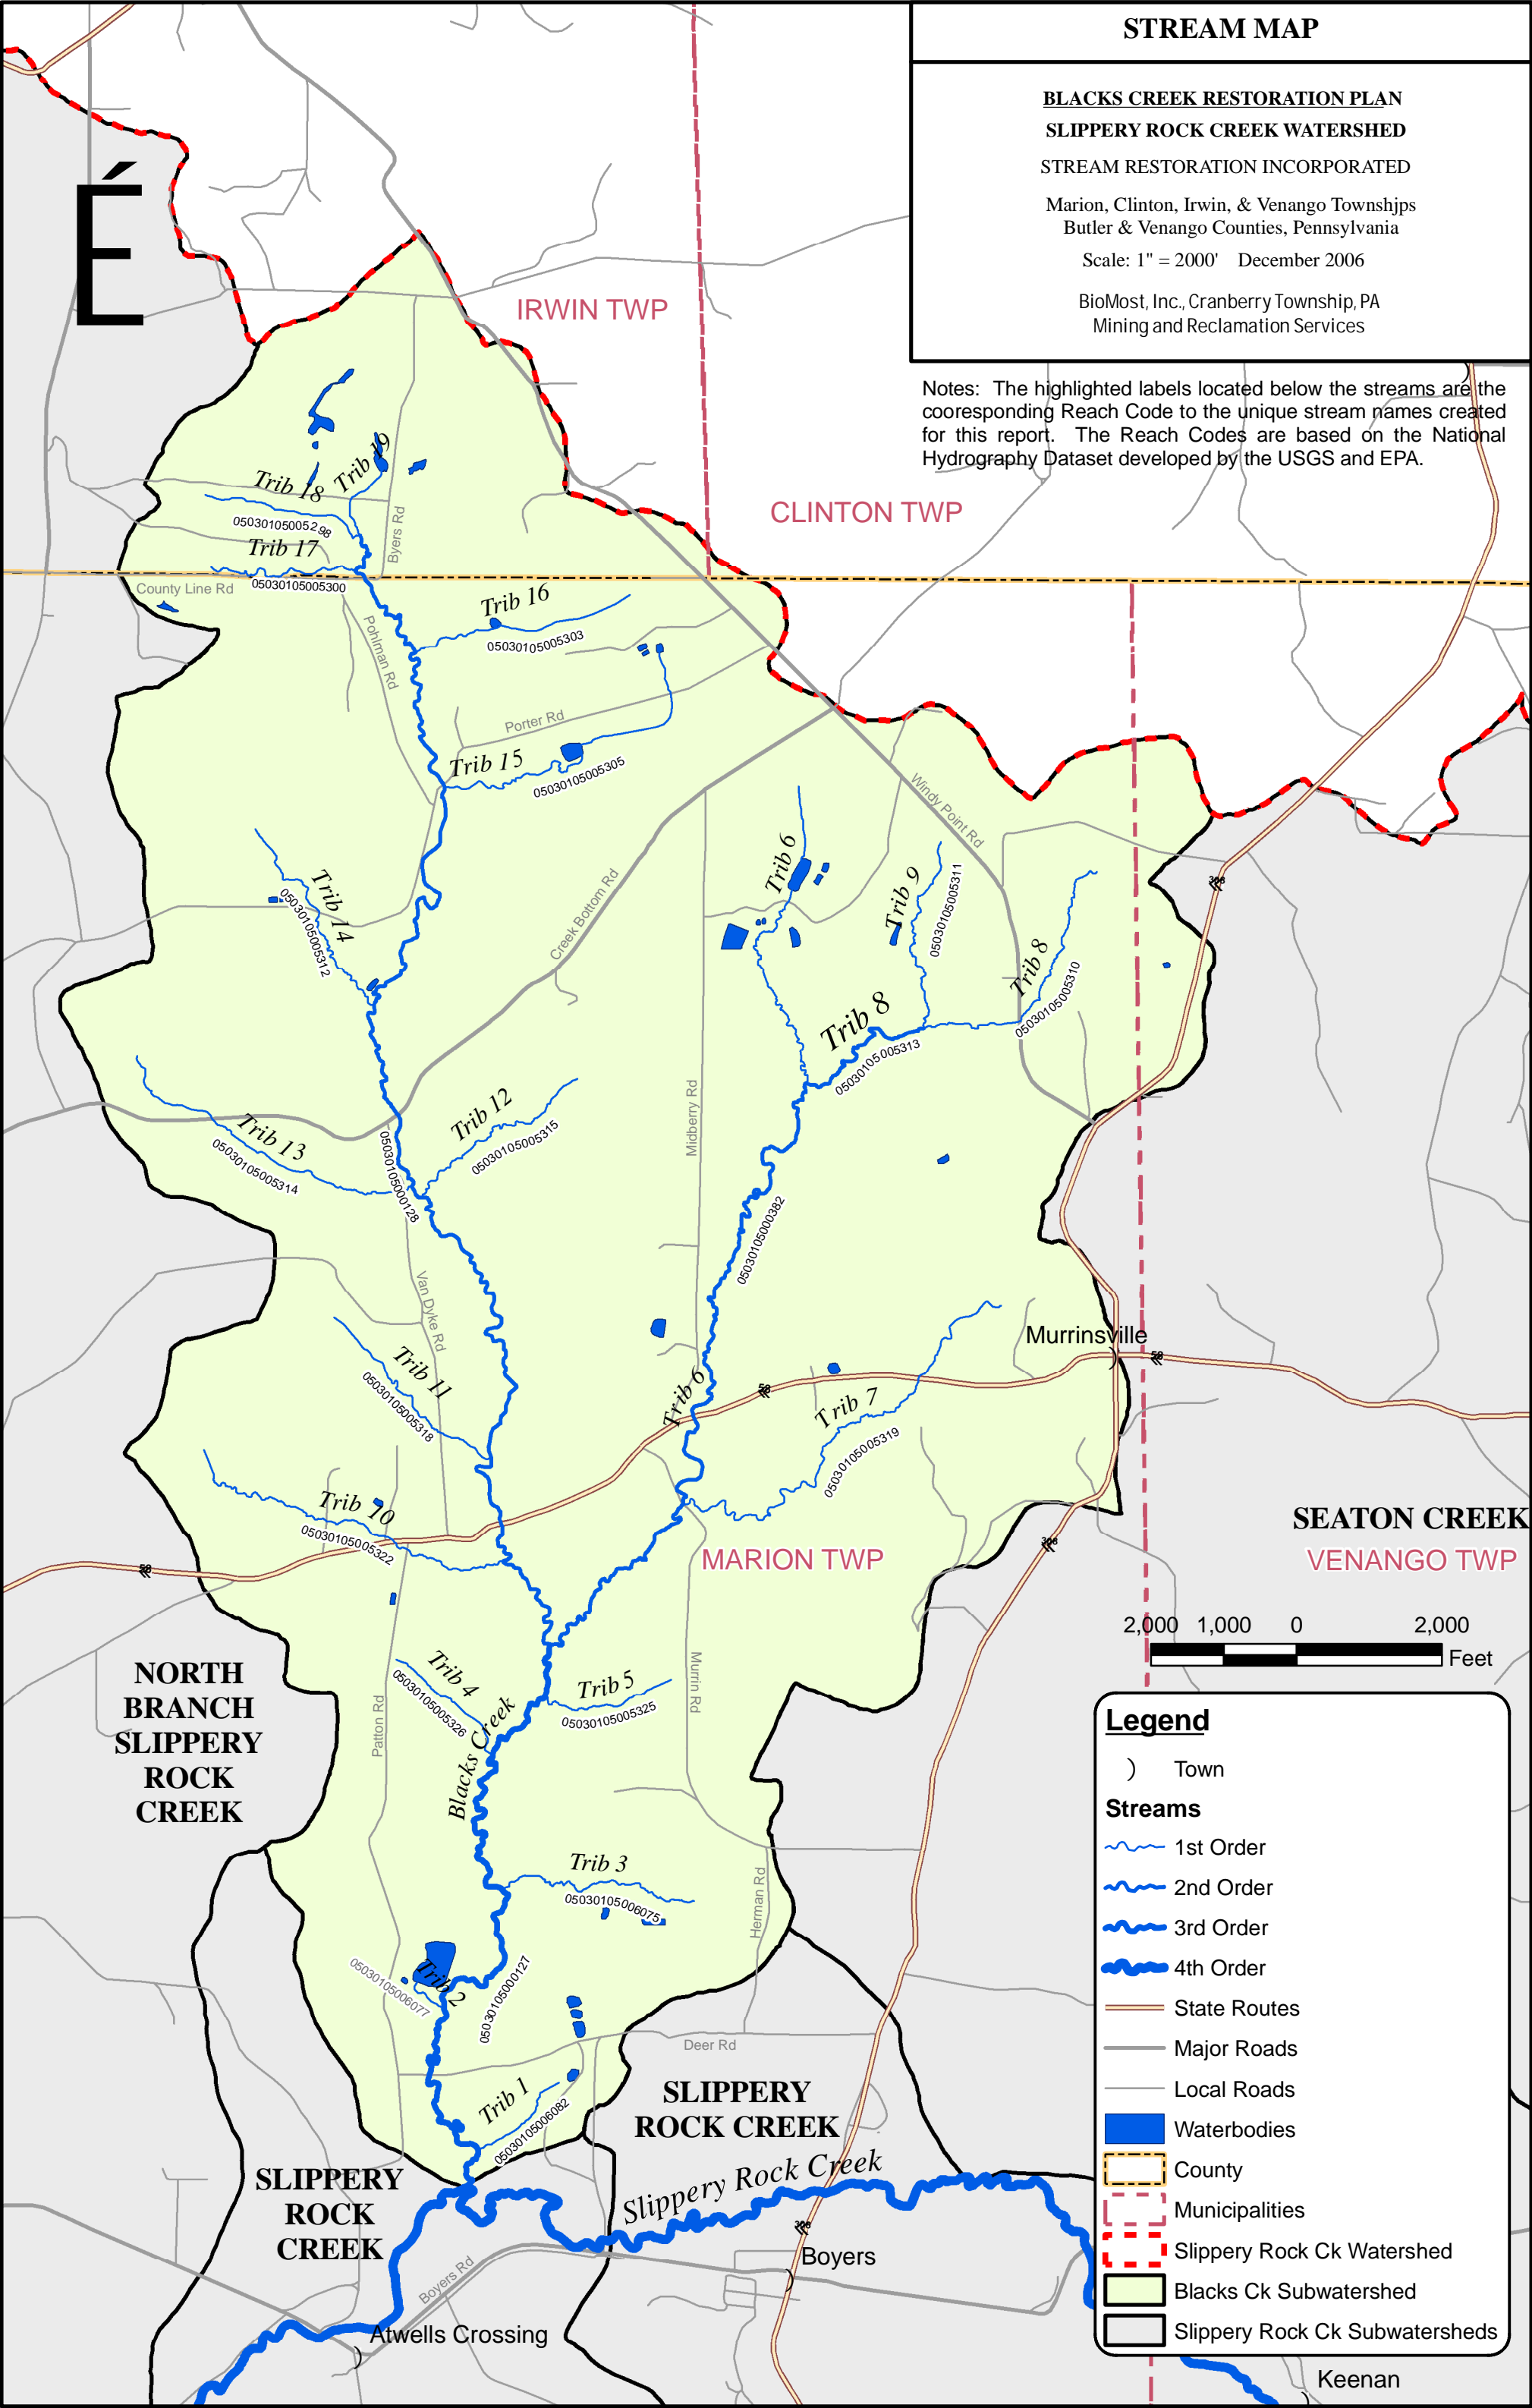 STREAM MAP
BLACKS CREEK RESTORATION PLAN
SLIPPERY ROCK CREEK WATERSHED
STREAM RESTORATION INCORPORATED
Marion, Clinton, Irwin, & Venango Townshjps
Butler & Venango Counties, Pennsylvania
Scale: 1" = 2000' December 2006
BioMost, Inc., Cranberry Township, PA
Mining and Reclamation Services
Notes: The highlighted labels located below the streams are the
cooresponding Reach Code to the unique stream names created
for this report. The Reach Codes are based on the National
Hydrography Dataset developed by the USGS and EPA.
É
IRWIN TWP
CLINTON TWP
Trib 19
Trib 18
05030105005298
Byers Rd
Trib 17
05030105005300
County Line Rd
Trib 16
05030105005303
Pohlman Rd
Porter Rd
Trib 15
05030105005305
Windy Point Rd
Trib 6
Trib 9
05030105005311
Trib 14
05030105005312
Creek Bottom Rd
308
Trib 8
05030105005310
Trib 8
05030105005313
Midberry Rd
Trib 12
05030105005315
Trib 13
05030105005314
05030105000128
05030105000382
Van Dyke Rd
Murrinsville
58
Trib 11
05030105005318
Trib 6
58
Trib 7
05030105005319
Trib 10
05030105005322
58
308
MARION TWP
SEATON CREEK
VENANGO TWP
2,000 1,000 0 2,000
Feet
NORTH
BRANCH
SLIPPERY
ROCK
CREEK
Trib 4
05030105005326
Trib 5
05030105005325
Murrin Rd
Patton Rd
Blacks Creek
Trib 3
05030105006075
Herman Rd
Trib 2
05030105006077
05030105000127
Deer Rd
Trib 1
05030105006082
SLIPPERY
ROCK CREEK
SLIPPERY
ROCK
CREEK
Slippery Rock Creek
308
Boyers
Boyers Rd
Atwells Crossing
Keenan
Legend
) Town
Streams
1st Order
2nd Order
3rd Order
4th Order
State Routes
Major Roads
Local Roads
Waterbodies
County
Municipalities
Slippery Rock Ck Watershed
Blacks Ck Subwatershed
Slippery Rock Ck Subwatersheds